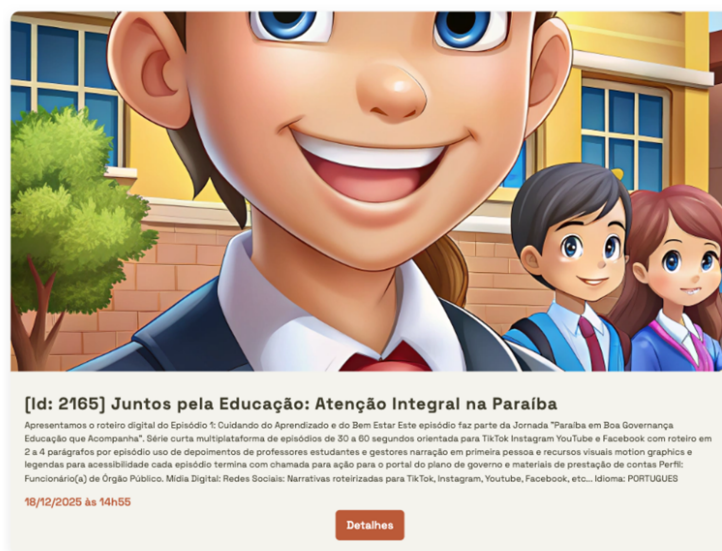 [Id: 2165] Juntos pela Educação: Atenção Integral na Paraíba
Apresentamos o roteiro digital do Episódio 1: Cuidando do Aprendizado e do Bem Estar Este episódio faz parte da Jornada "Paraíba em Boa Governança
Educação que Acompanha". Série curta multiplataforma de episódios de 30 a 60 segundos orientada para TikTok Instagram YouTube e Facebook com roteiro em
2 a 4 parágrafos por episódio uso de depoimentos de professores estudantes e gestores narração em primeira pessoa e recursos visuais motion graphics e
legendas para acessibilidade cada episódio termina com chamada para ação para o portal do plano de governo e materiais de prestação de contas Perfil:
Funcionário(a) de Órgão Público. Mídia Digital: Redes Sociais: Narrativas roteirizadas para TikTok, Instagram, Youtube, Facebook, etc... Idioma: PORTUGUES
18/12/2025 às 14h55
Detalhes